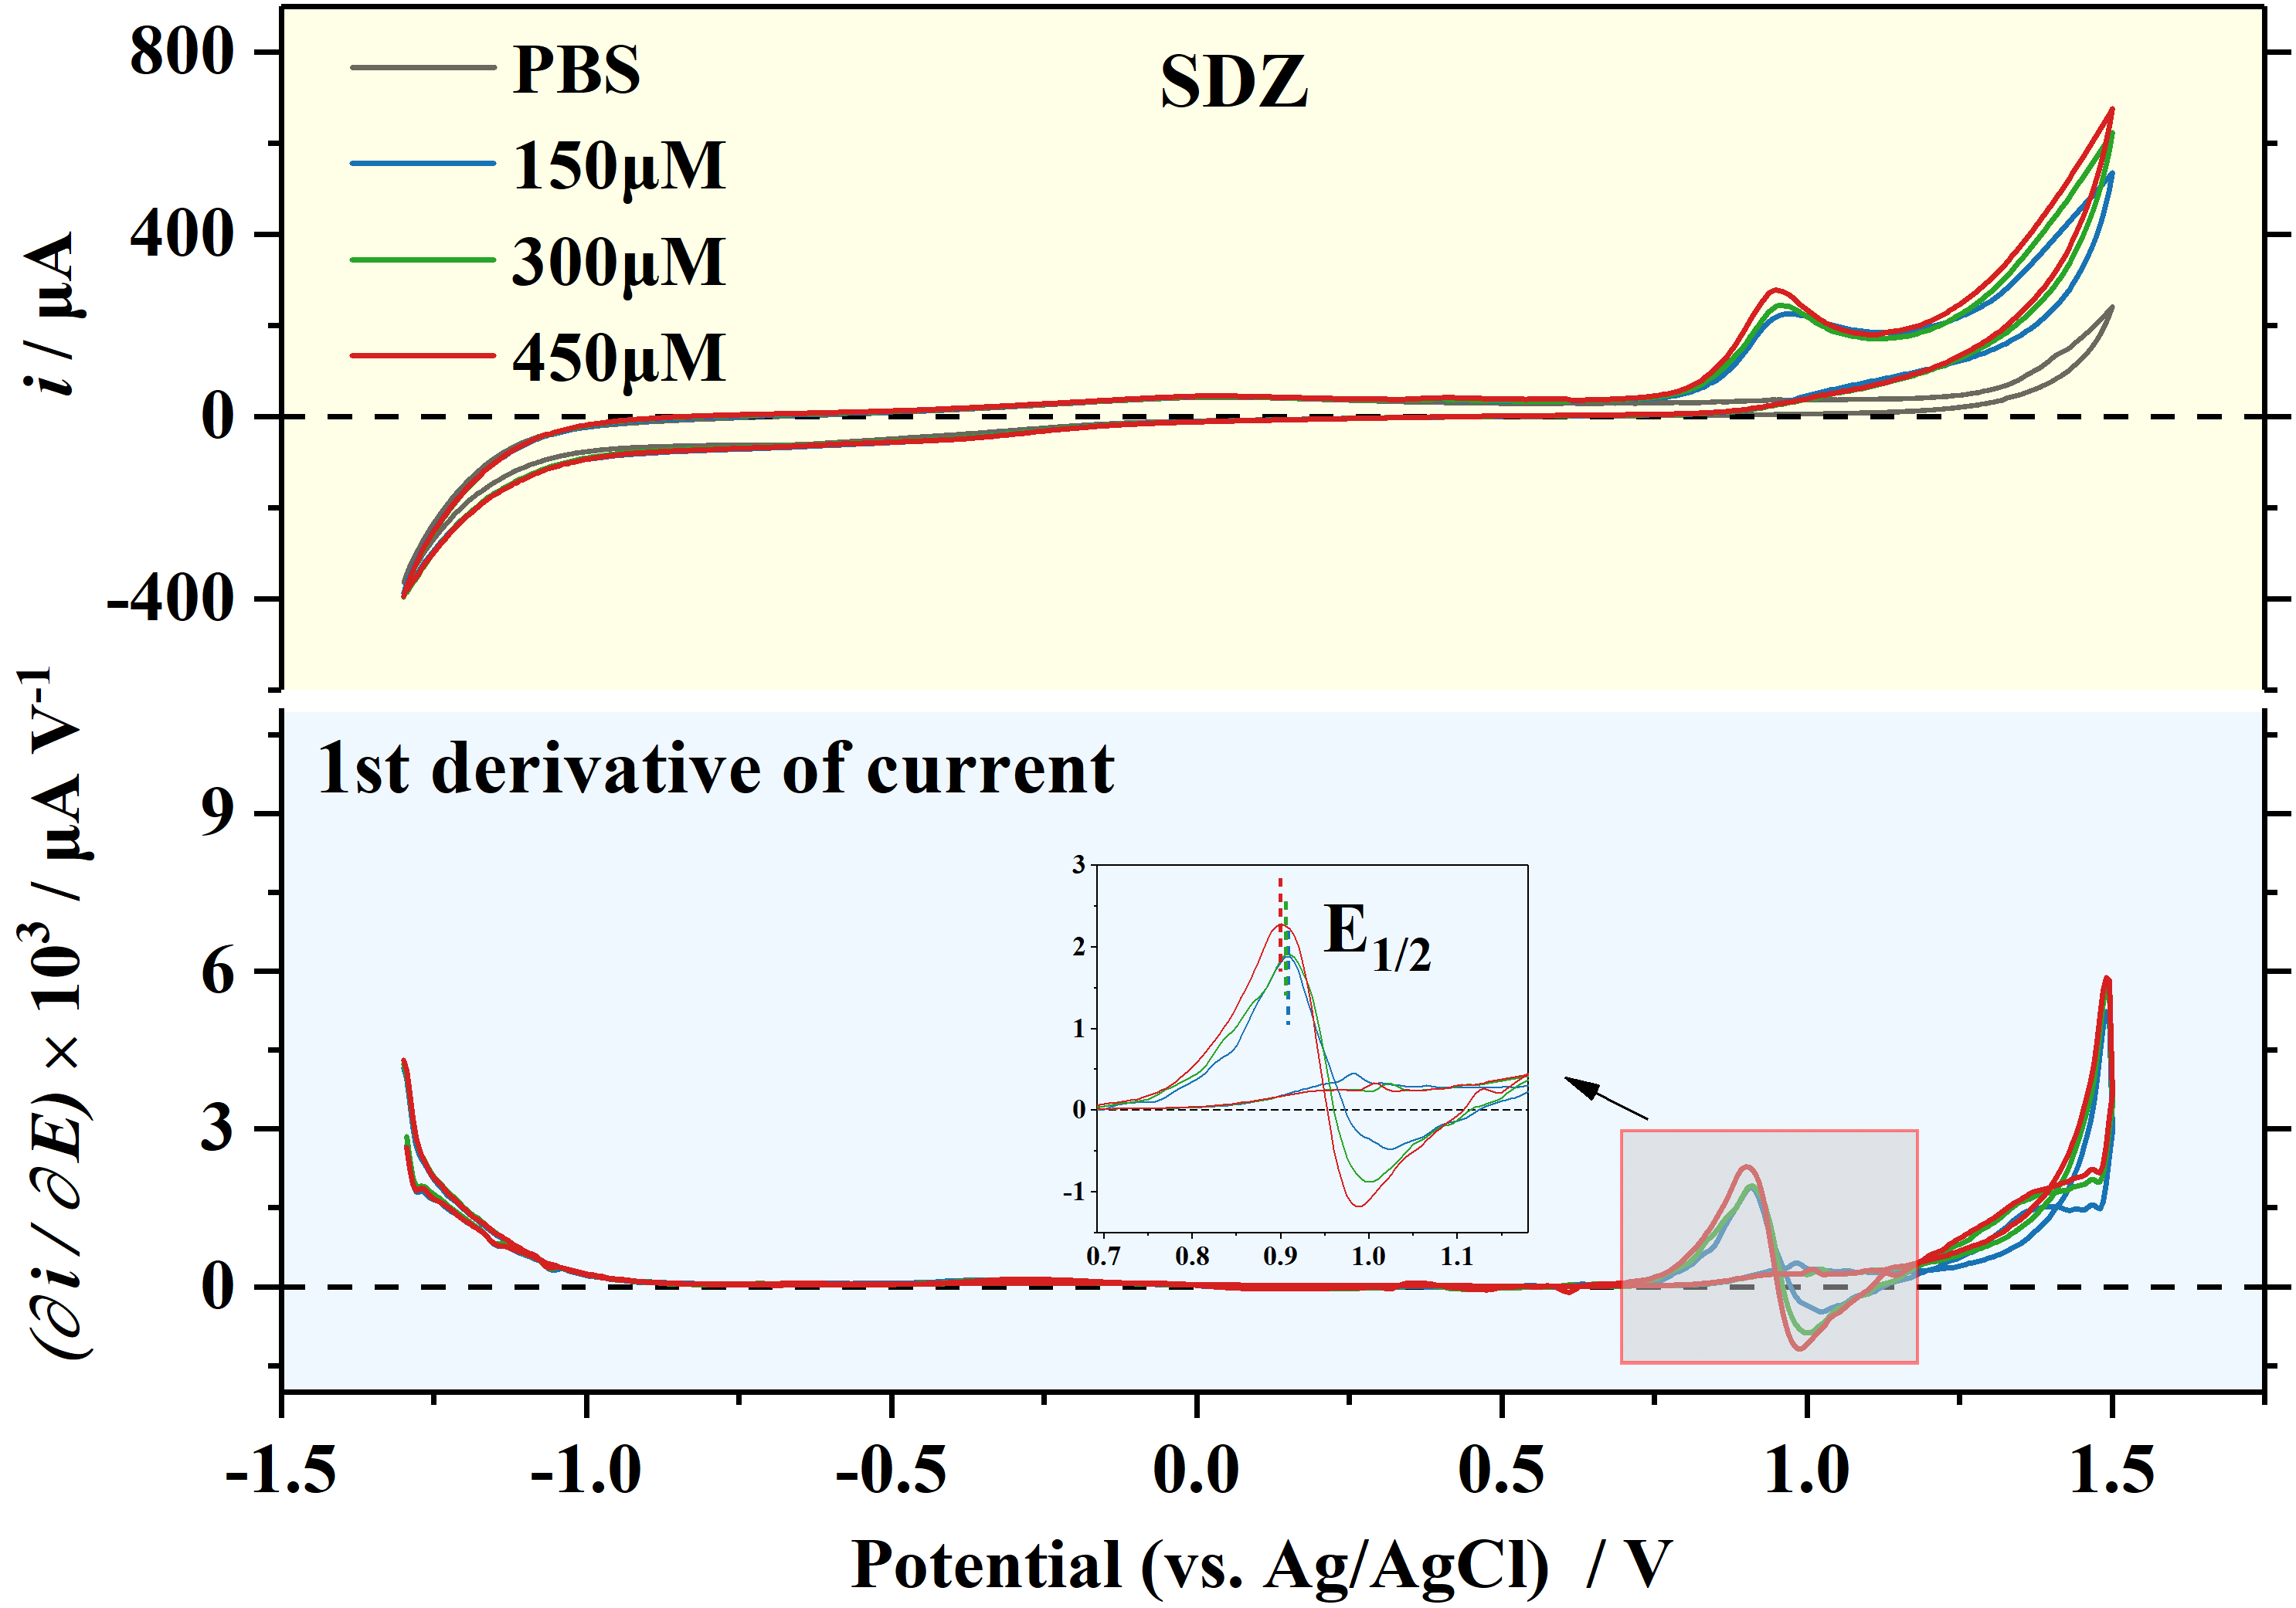 SDZ
PBS
150μM
300μM
450μM
800
400
0
-400
i / μA
1st derivative of current
9
6
3
0
(∂i / ∂E) × 10³ / μA V⁻¹
E1/2
3
2
1
0
-1
0.7 0.8 0.9 1.0 1.1
-1.5 -1.0 -0.5 0.0 0.5 1.0 1.5
Potential (vs. Ag/AgCl) / V